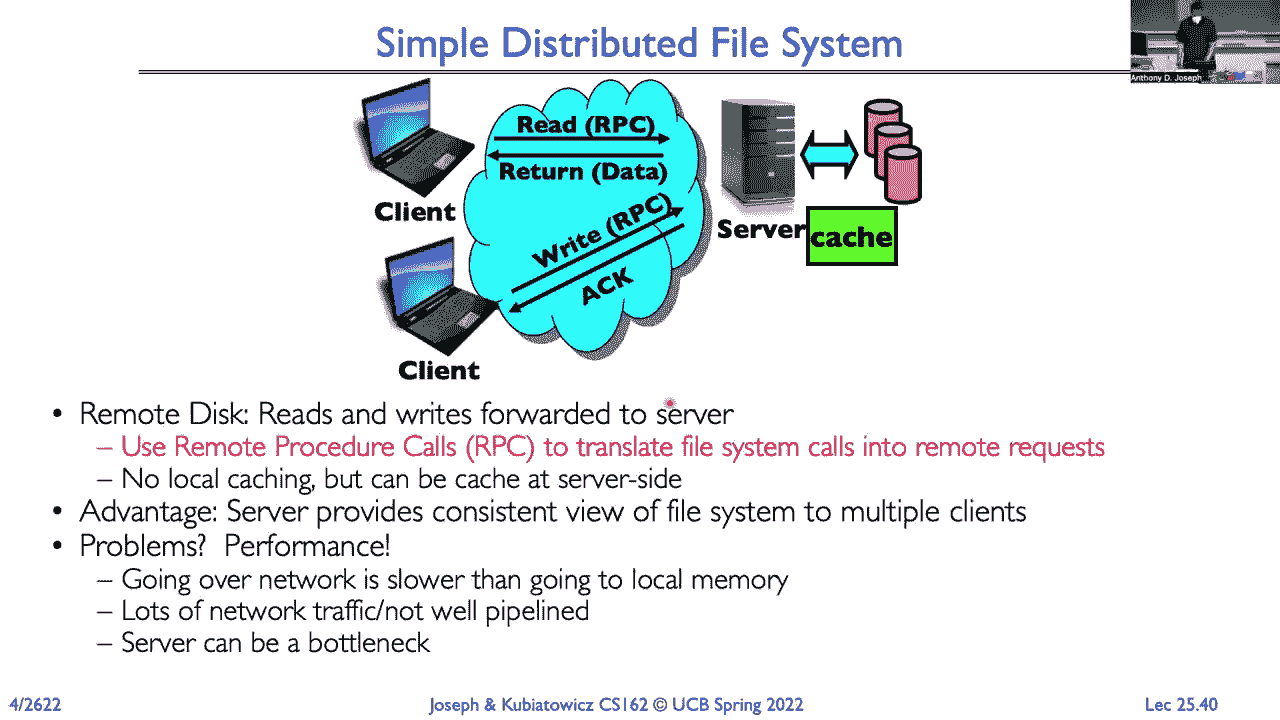 Simple Distributed File System
Anthony D. Joseph
Read (RPC)
Return (Data)
Client
Write (RPC)
ACK
Server
cache
Client
• Remote Disk: Reads and writes forwarded to server
– Use Remote Procedure Calls (RPC) to translate file system calls into remote requests
– No local caching, but can be cache at server-side
• Advantage: Server provides consistent view of file system to multiple clients
• Problems? Performance!
– Going over network is slower than going to local memory
– Lots of network traffic/not well pipelined
– Server can be a bottleneck
4/2622
Joseph & Kubiatowicz CS162 © UCB Spring 2022
Lec 25.40